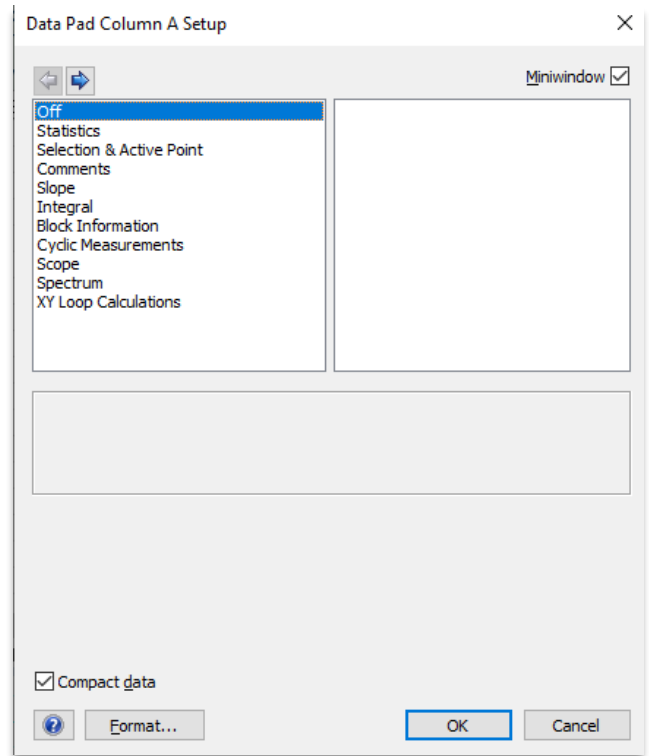 Data Pad Column A Setup
Miniwindow
Off
Statistics
Selection & Active Point
Comments
Slope
Integral
Block Information
Cyclic Measurements
Scope
Spectrum
XY Loop Calculations
Compact data
Format...
OK
Cancel